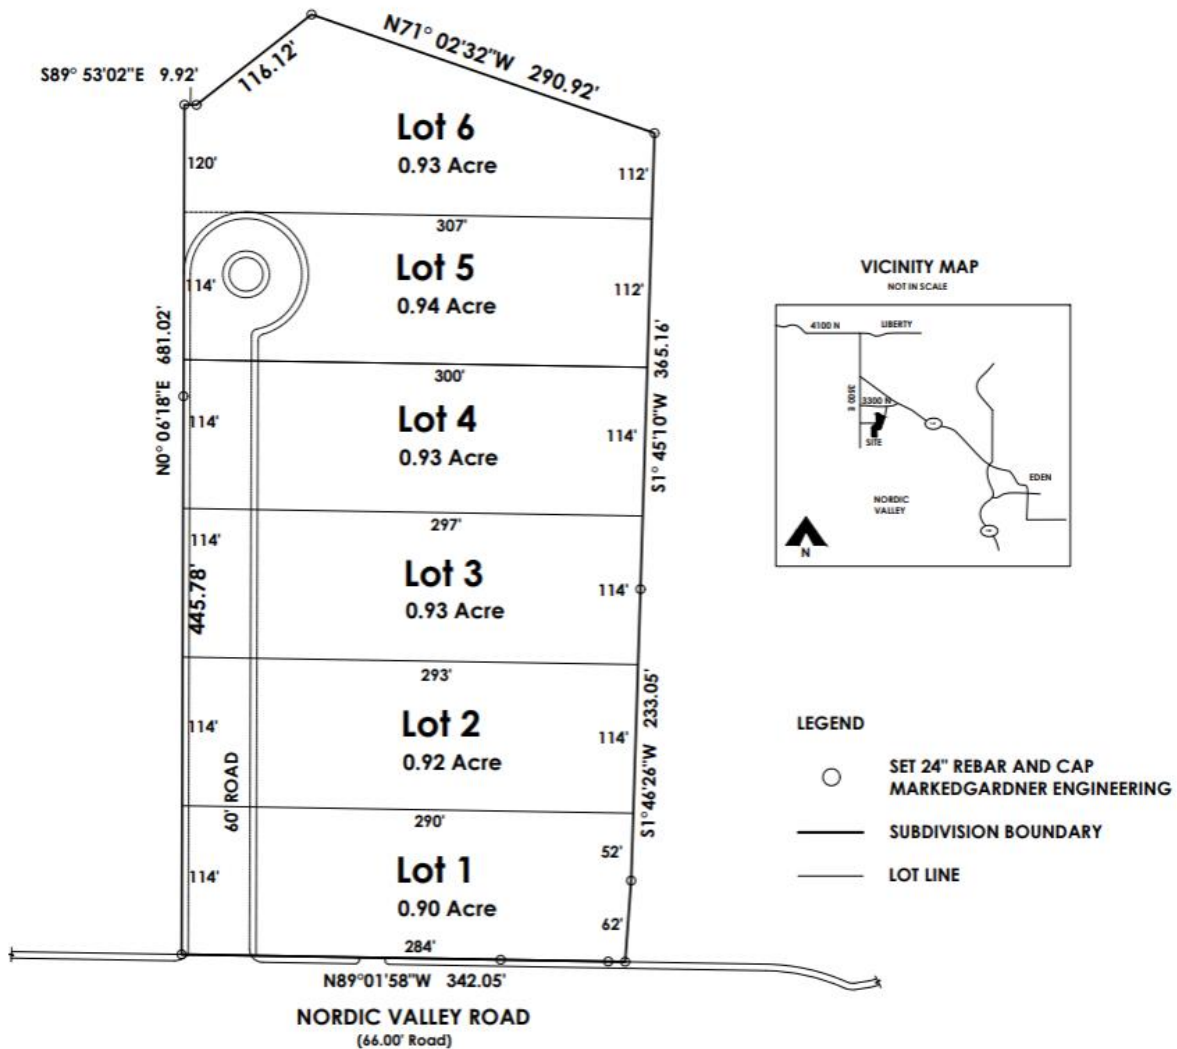 N71° 02'32"W 290.92'
116.12'
S89° 53'02"E 9.92'
Lot 6
0.93 Acre
120'
112'
307'
Lot 5
0.94 Acre
114'
112'
N0° 06'18"E 681.02'
S1° 45'10"W 365.16'
300'
Lot 4
0.93 Acre
114'
114'
297'
114'
445.78'
Lot 3
0.93 Acre
114'
293'
Lot 2
0.92 Acre
114'
114'
S1°46'26"W 233.05'
60' ROAD
290'
Lot 1
0.90 Acre
114'
52'
62'
284'
N89°01'58"W 342.05'
NORDIC VALLEY ROAD
(66.00' Road)
VICINITY MAP
NOT IN SCALE
4100 N
LIBERTY
3500 E
3300 N
SITE
EDEN
NORDIC
VALLEY
N
LEGEND
SET 24" REBAR AND CAP
MARKEDGARDNER ENGINEERING
SUBDIVISION BOUNDARY
LOT LINE